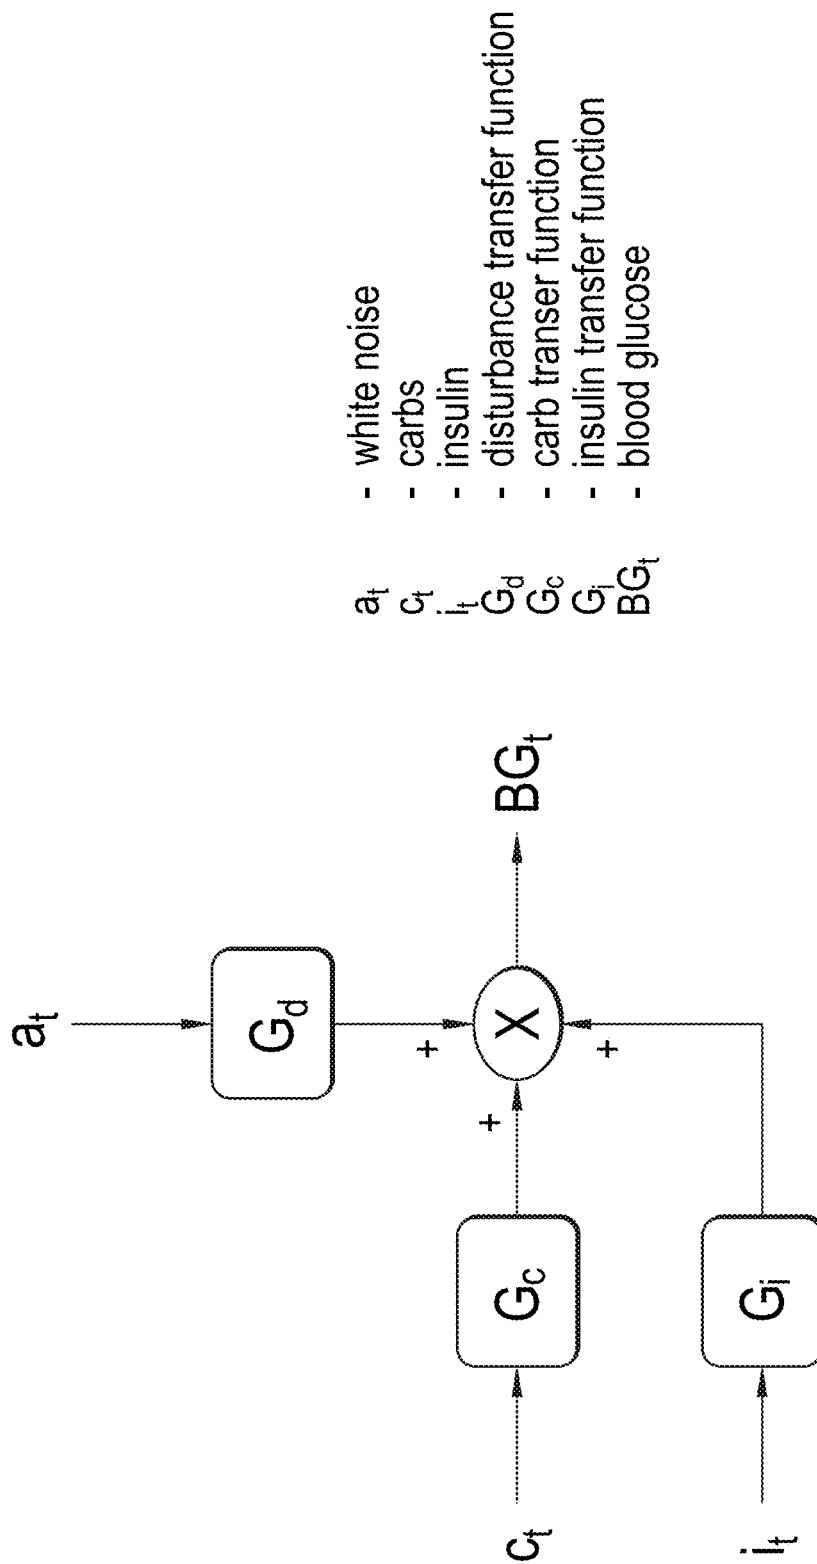 a_t
G_d
+
c_t
G_c
+
X
BG_t
+
i_t
G_i
a_t - white noise
c_t - carbs
i_t - insulin
G_d - disturbance transfer function
G_c - carb transer function
G_i - insulin transfer function
BG_t - blood glucose